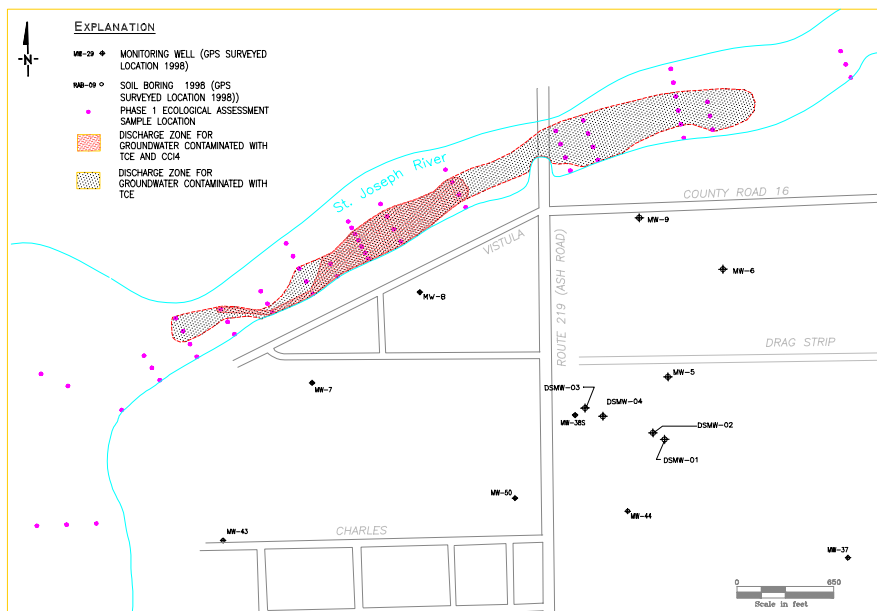 EXPLANATION
N
MW-29 MONITORING WELL (GPS SURVEYED
LOCATION 1998)
RAB-09 SOIL BORING 1998 (GPS
SURVEYED LOCATION 1998))
PHASE 1 ECOLOGICAL ASSESSMENT
SAMPLE LOCATION
DISCHARGE ZONE FOR
GROUNDWATER CONTAMINATED WITH
TCE AND CCl4
DISCHARGE ZONE FOR
GROUNDWATER CONTAMINATED WITH
TCE
St. Joseph River
COUNTY ROAD 16
VISTULA
MW-9
MW-6
MW-8
ROUTE 219 (ASH ROAD)
DRAG STRIP
MW-5
MW-7
DSMW-03
DSMW-04
MW-38S
DSMW-02
DSMW-01
MW-50
MW-44
MW-43
CHARLES
MW-37
0 650
Scale in feet